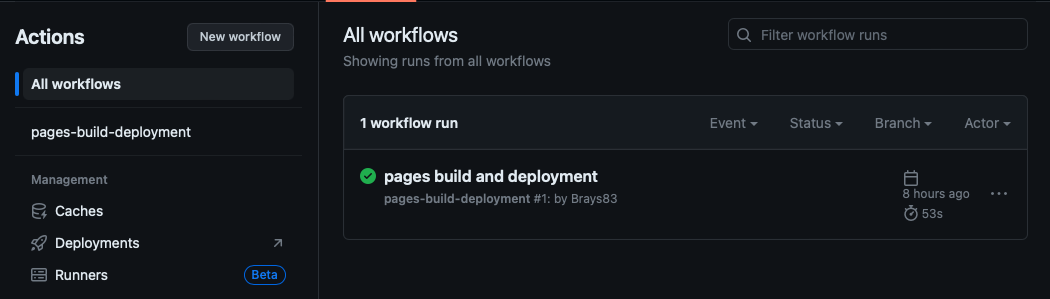 Actions
New workflow
All workflows
pages-build-deployment
Management
Caches
Deployments
Runners
Beta
All workflows
Showing runs from all workflows
Filter workflow runs
1 workflow run
Event
Status
Branch
Actor
pages build and deployment
pages-build-deployment #1: by Brays83
8 hours ago
53s